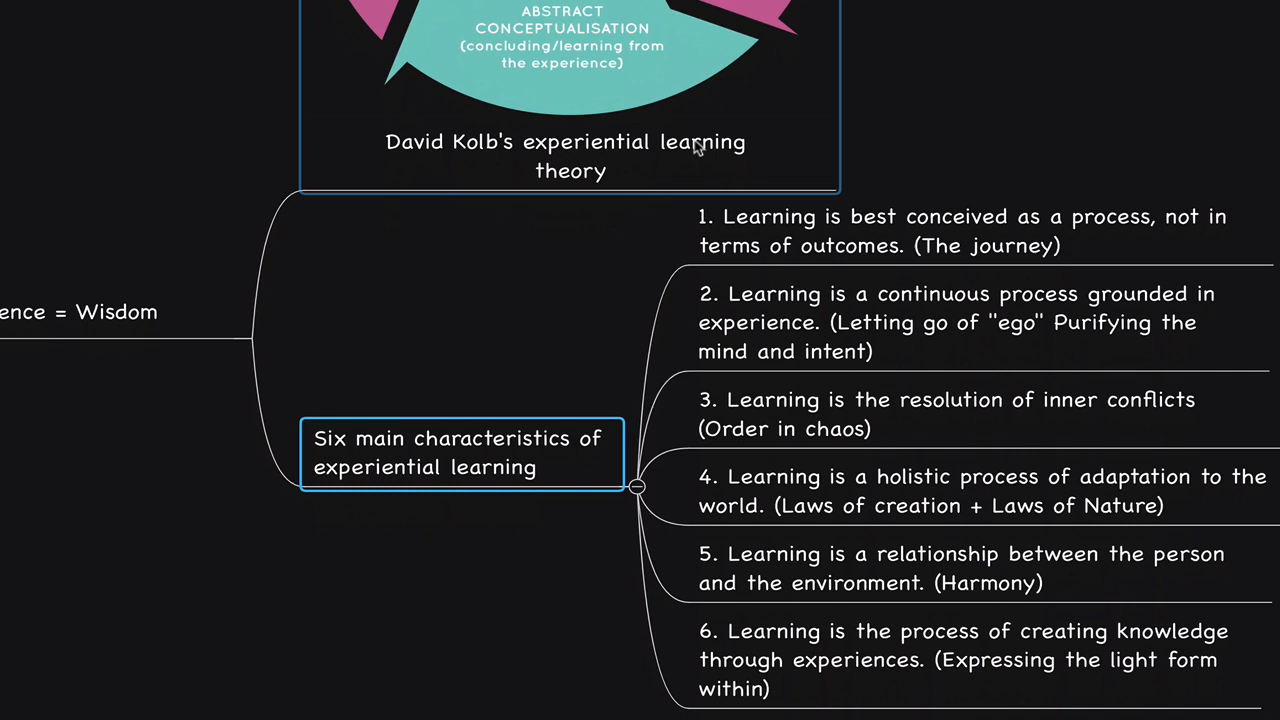 ABSTRACT
CONCEPTUALISATION
(concluding/learning from
the experience)
David Kolb's experiential learning
theory
ence = Wisdom
Six main characteristics of
experiential learning
1. Learning is best conceived as a process, not in
terms of outcomes. (The journey)
2. Learning is a continuous process grounded in
experience. (Letting go of "ego" Purifying the
mind and intent)
3. Learning is the resolution of inner conflicts
(Order in chaos)
4. Learning is a holistic process of adaptation to the
world. (Laws of creation + Laws of Nature)
5. Learning is a relationship between the person
and the environment. (Harmony)
6. Learning is the process of creating knowledge
through experiences. (Expressing the light form
within)